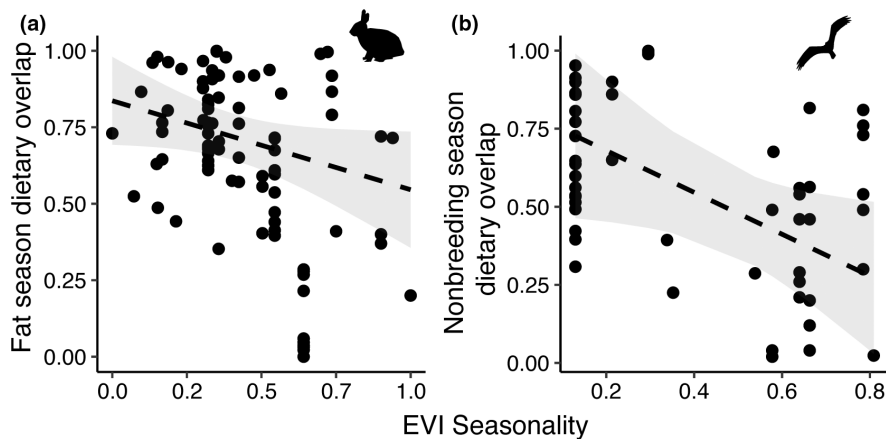 (a)
Fat season dietary overlap
1.00
0.75
0.50
0.25
0.00
0.0 0.2 0.5 0.7 1.0
(b)
Nonbreeding season
dietary overlap
1.00
0.75
0.50
0.25
0.00
0.2 0.4 0.6 0.8
EVI Seasonality